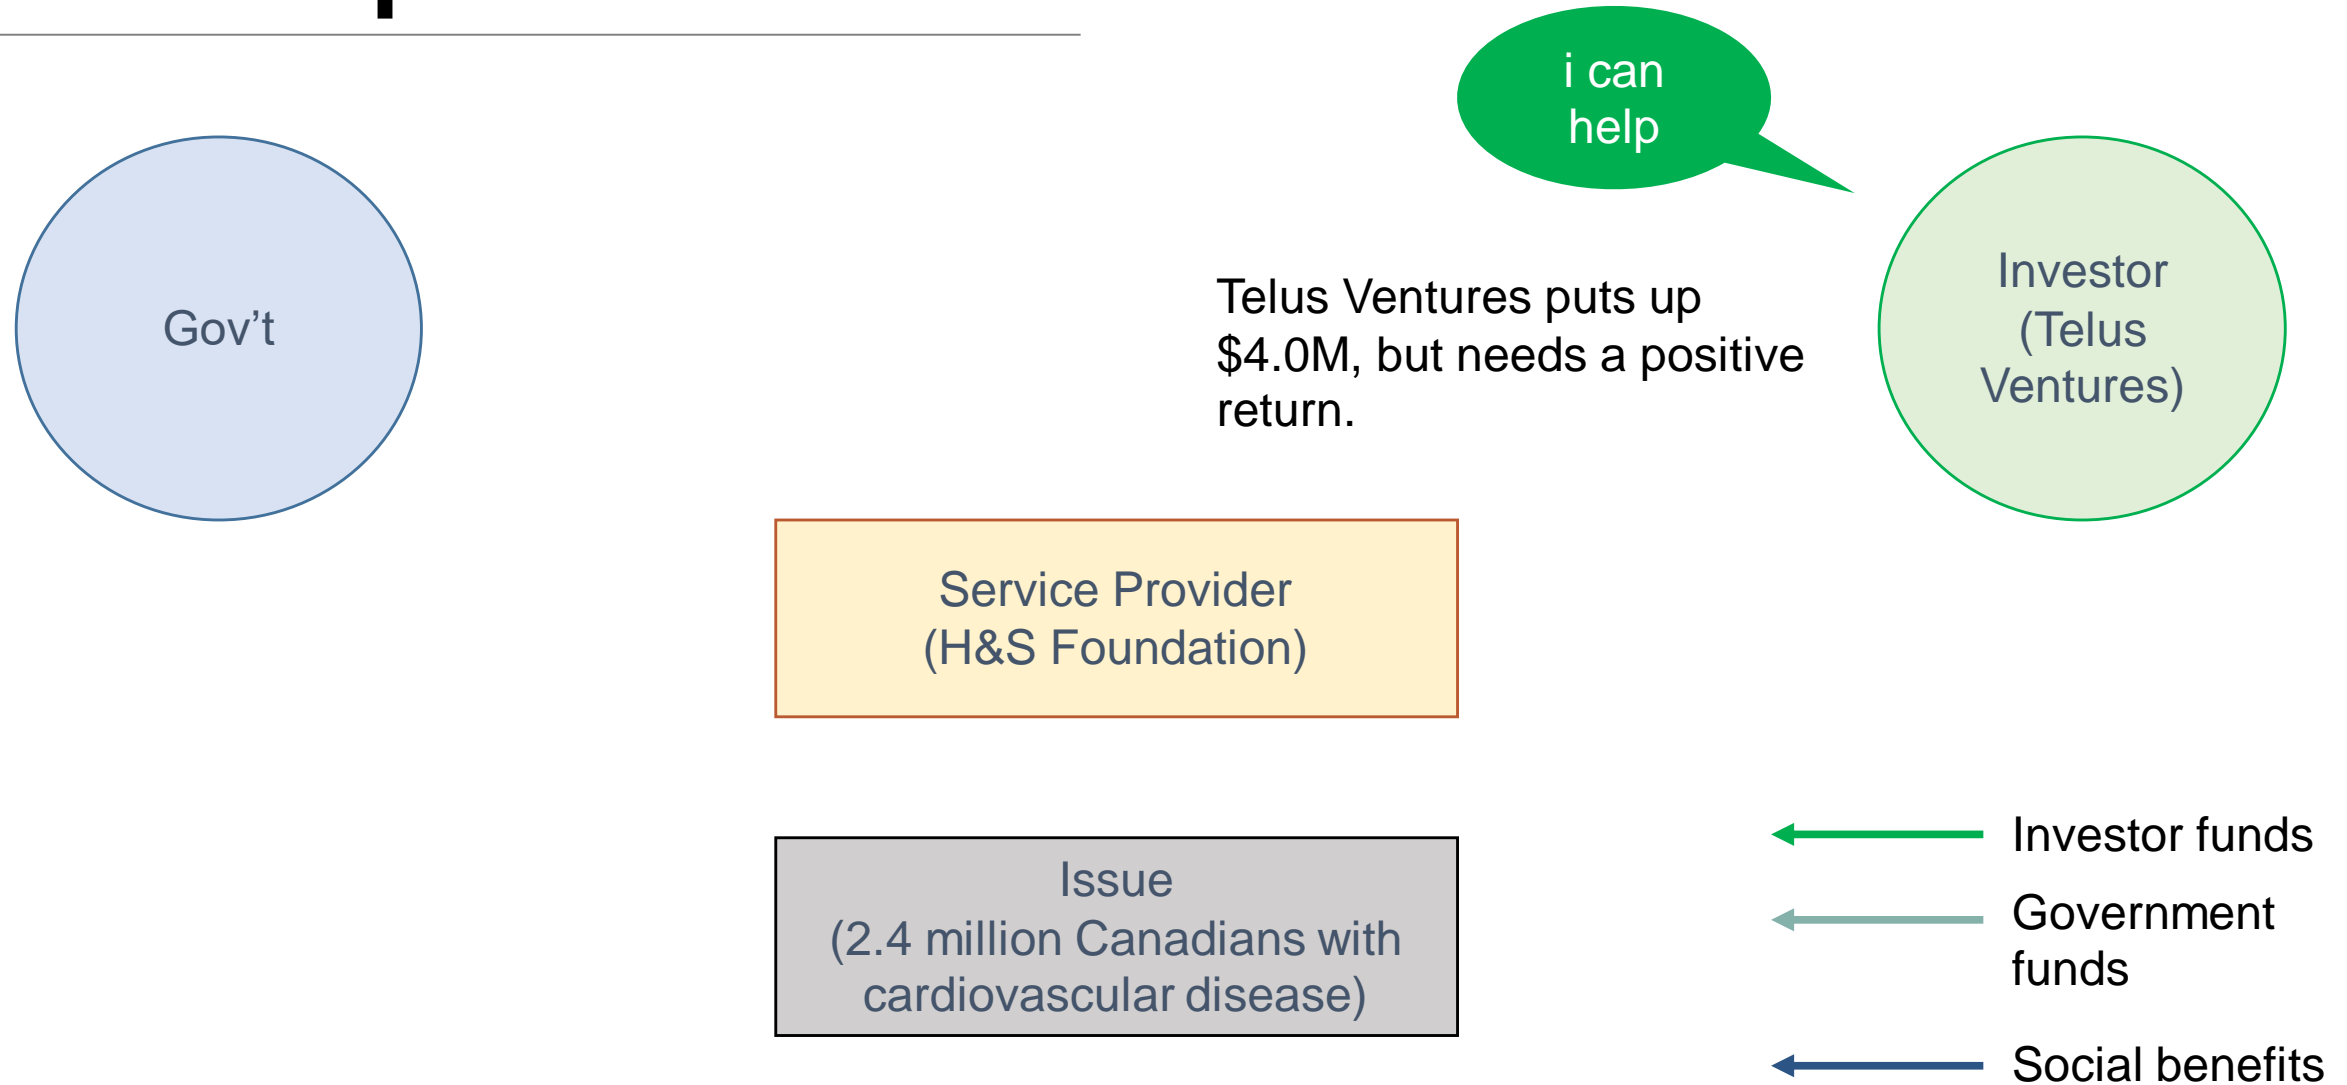 i can
help
Gov’t
Telus Ventures puts up
$4.0M, but needs a positive
return.
Investor
(Telus
Ventures)
Service Provider
(H&S Foundation)
Issue
(2.4 million Canadians with
cardiovascular disease)
Investor funds
Government
funds
Social benefits